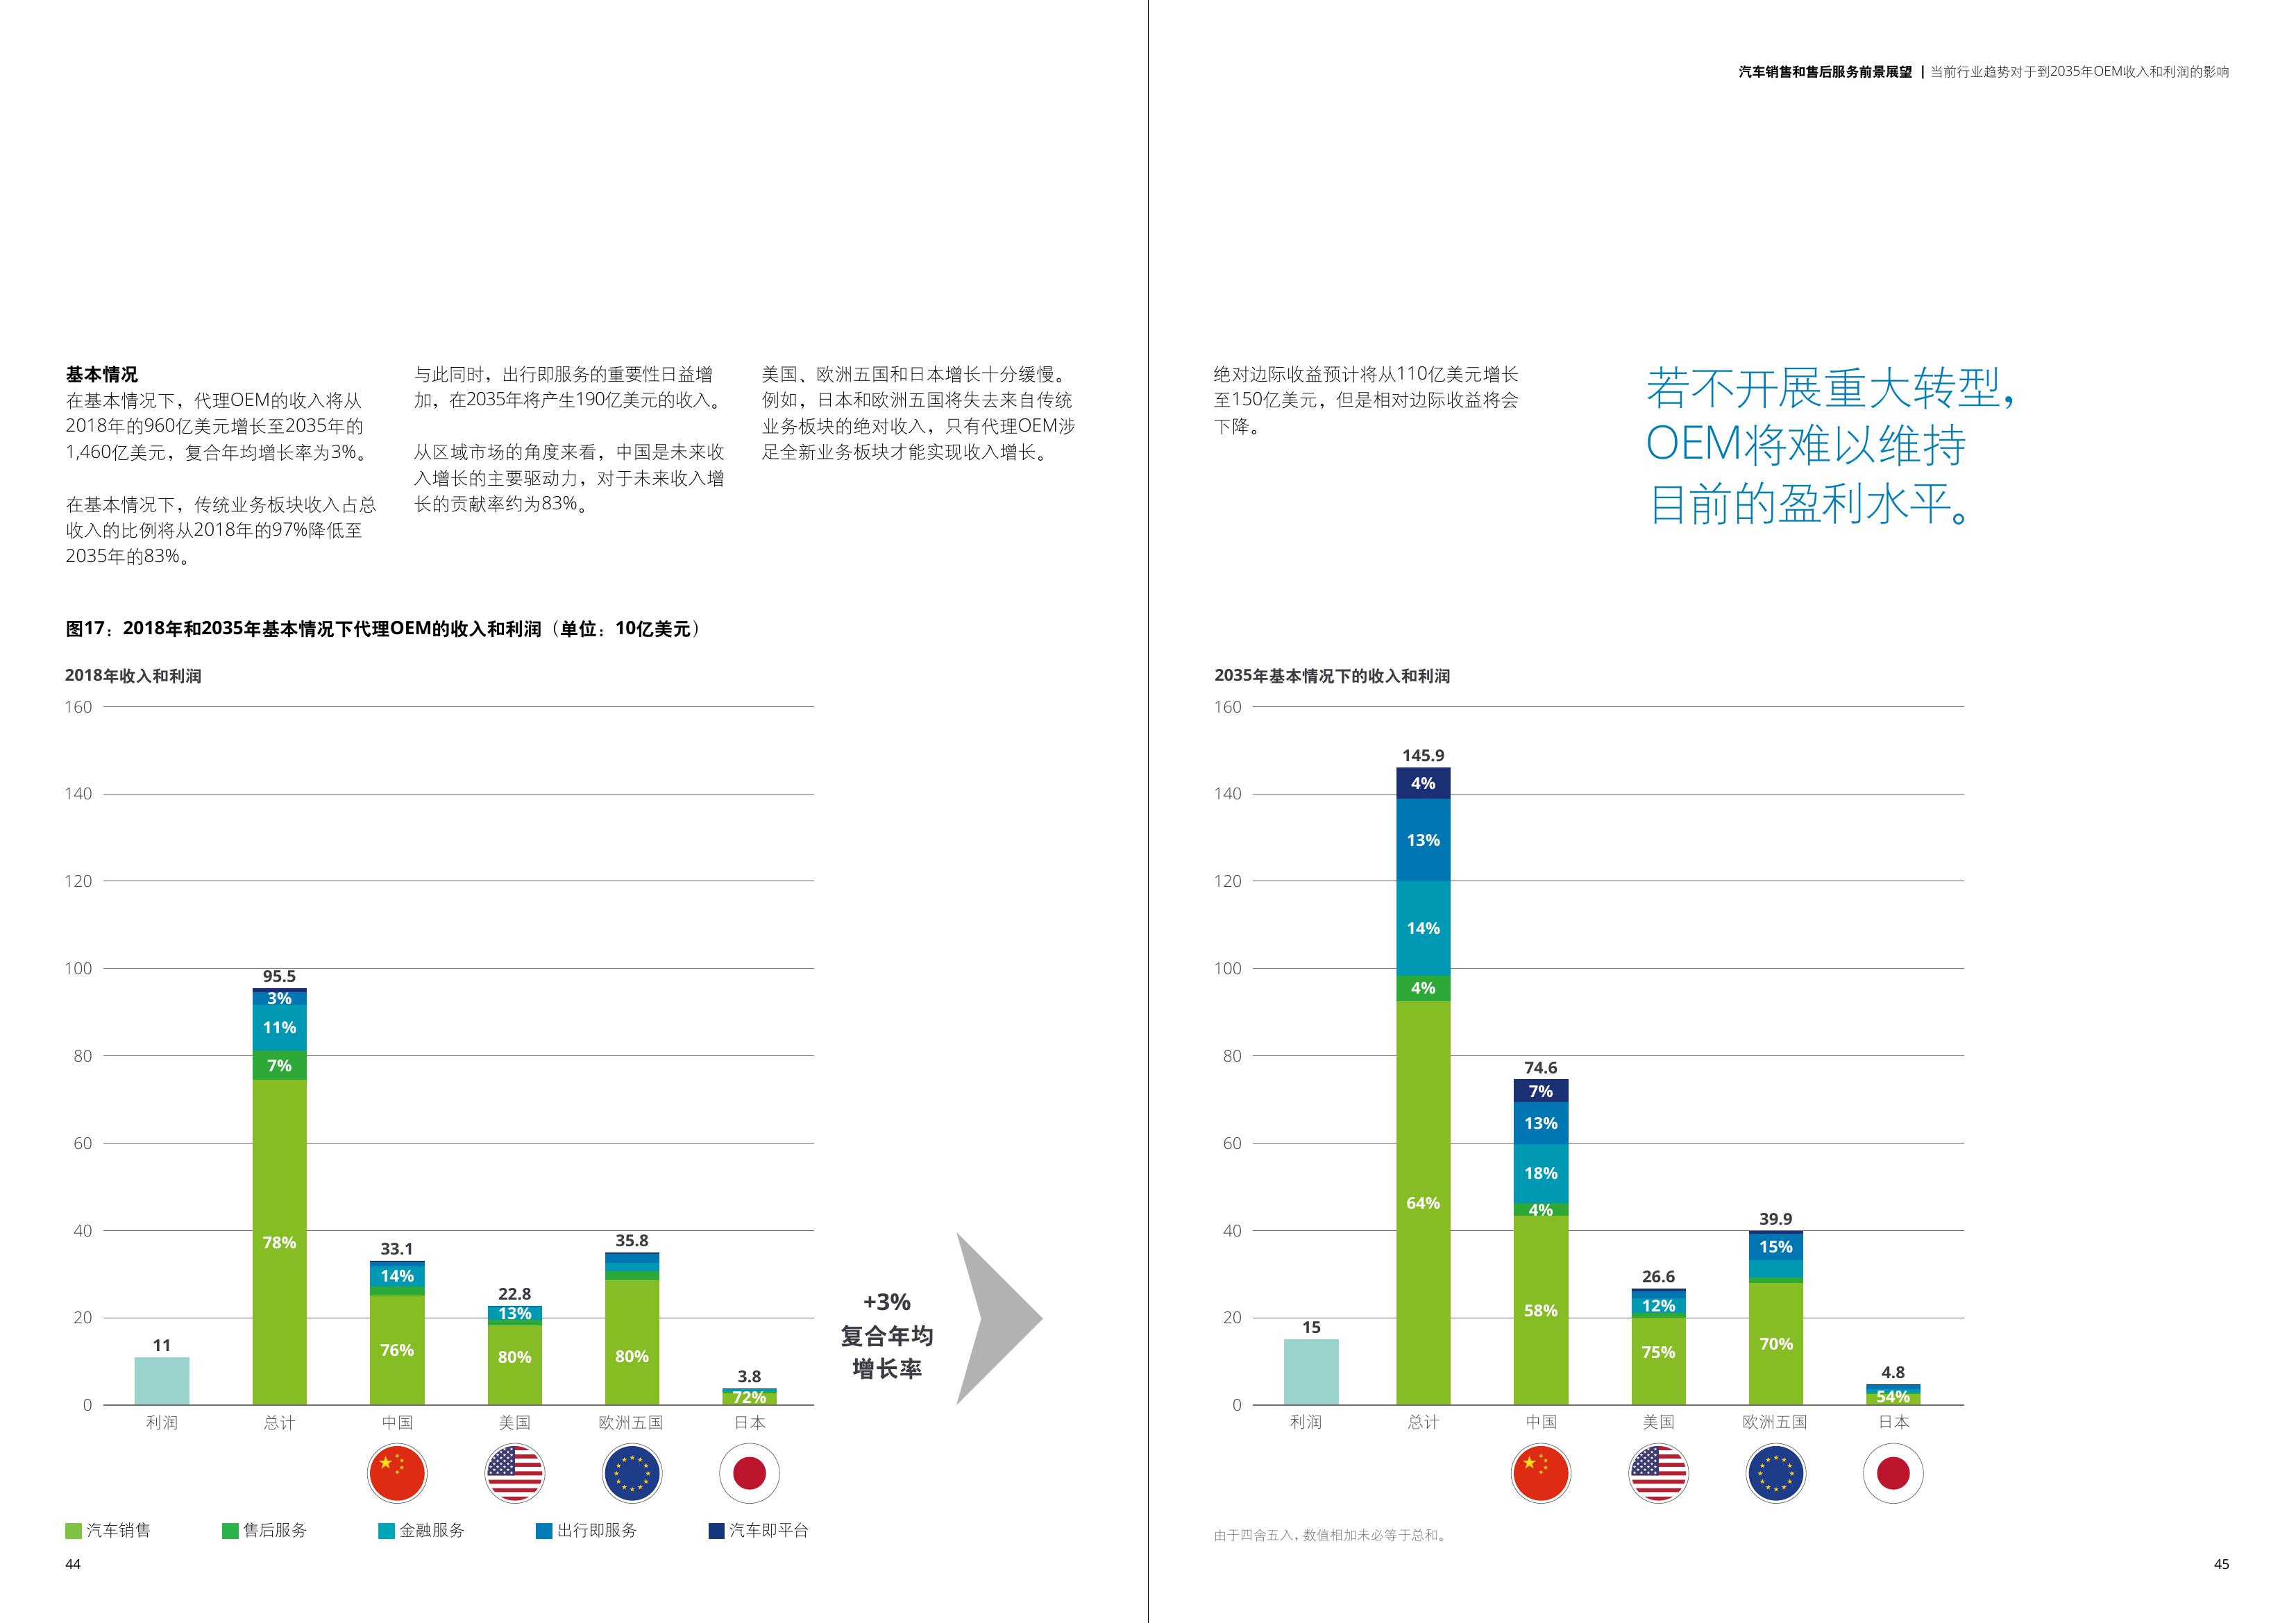 汽车销售和售后服务前景展望 | 当前行业趋势对于到2035年OEM收入和利润的影响
基本情况
在基本情况下，代理OEM的收入将从
2018年的960亿美元增长至2035年的
1,460亿美元，复合年均增长率为3%。
在基本情况下，传统业务板块收入占总
收入的比例将从2018年的97%降低至
2035年的83%。
与此同时，出行即服务的重要性日益增
加，在2035年将产生190亿美元的收入。
从区域市场的角度来看，中国是未来收
入增长的主要驱动力，对于未来收入增
长的贡献率约为83%。
美国、欧洲五国和日本增长十分缓慢。
例如，日本和欧洲五国将失去来自传统
业务板块的绝对收入，只有代理OEM涉
足全新业务板块才能实现收入增长。
绝对边际收益预计将从110亿美元增长
至150亿美元，但是相对边际收益将会
下降。
若不开展重大转型，
OEM将难以维持
目前的盈利水平。
图17：2018年和2035年基本情况下代理OEM的收入和利润（单位：10亿美元）
2018年收入和利润
160
140
120
100
80
60
40
20
0
11
95.5
3%
11%
7%
78%
33.1
14%
76%
22.8
13%
80%
35.8
80%
3.8
72%
利润 总计 中国 美国 欧洲五国 日本
+3%
复合年均
增长率
汽车销售 售后服务 金融服务 出行即服务 汽车即平台
44
2035年基本情况下的收入和利润
160
140
120
100
80
60
40
20
0
15
145.9
4%
13%
14%
4%
64%
74.6
7%
13%
18%
4%
58%
26.6
12%
75%
39.9
15%
70%
4.8
54%
利润 总计 中国 美国 欧洲五国 日本
由于四舍五入，数值相加未必等于总和。
45